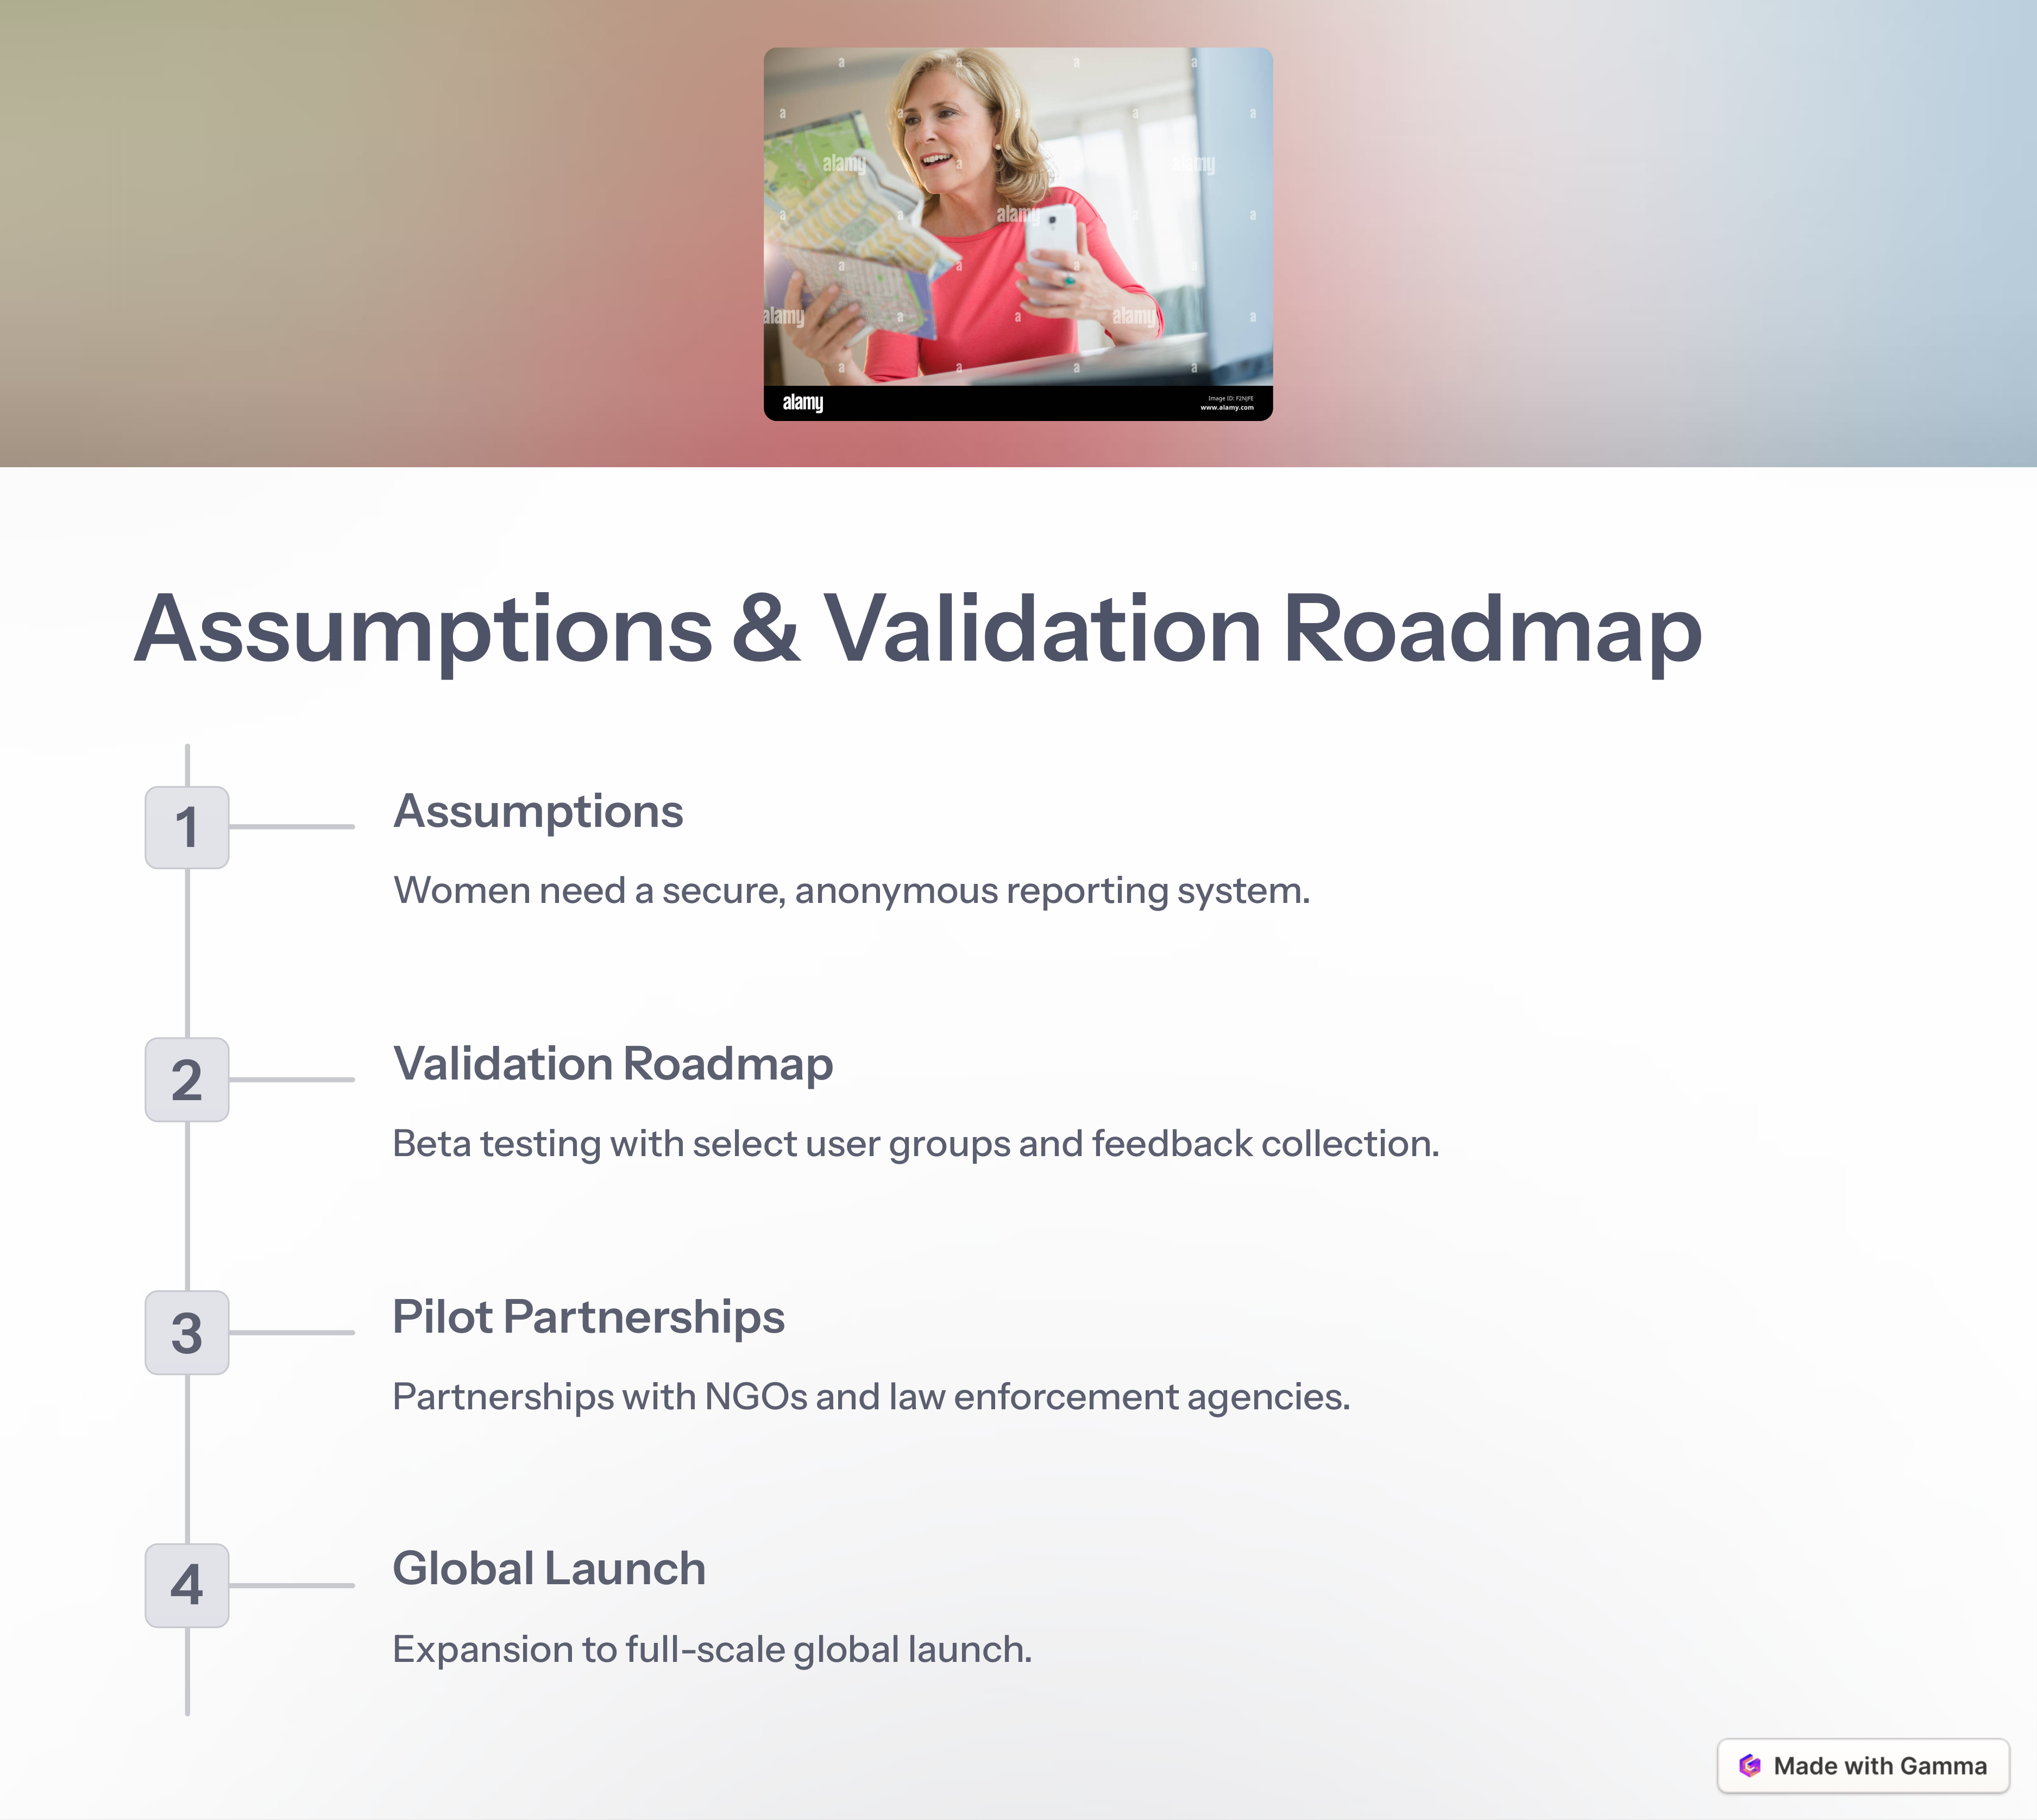 alamy
alamy
alamy
alamy
alamy
alamy
Image ID: F2NJFE
www.alamy.com
Assumptions & Validation Roadmap
1
Assumptions
Women need a secure, anonymous reporting system.
2
Validation Roadmap
Beta testing with select user groups and feedback collection.
3
Pilot Partnerships
Partnerships with NGOs and law enforcement agencies.
4
Global Launch
Expansion to full-scale global launch.
Made with Gamma